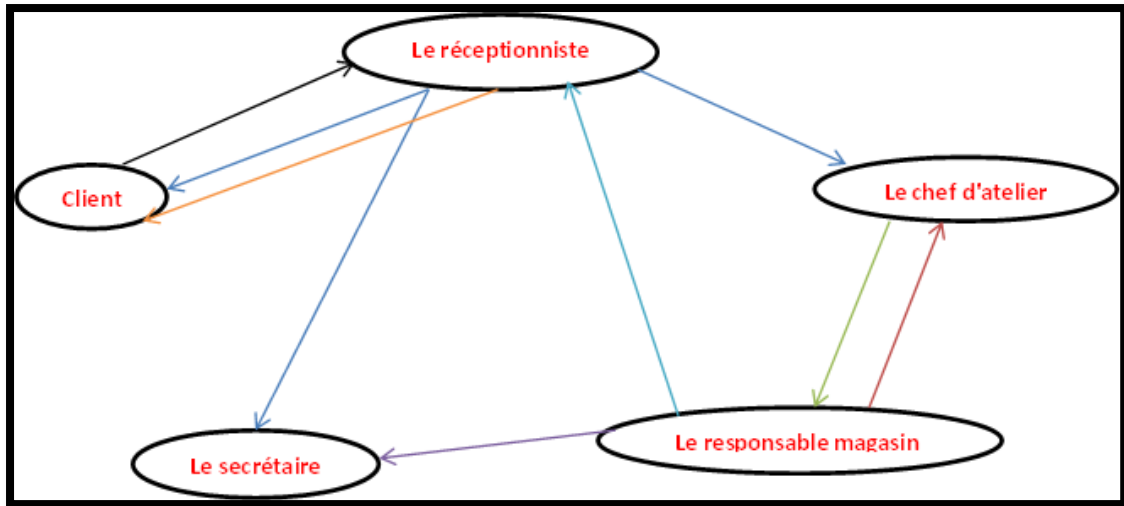 Le réceptionniste
Client
Le chef d'atelier
Le responsable magasin
Le secrétaire